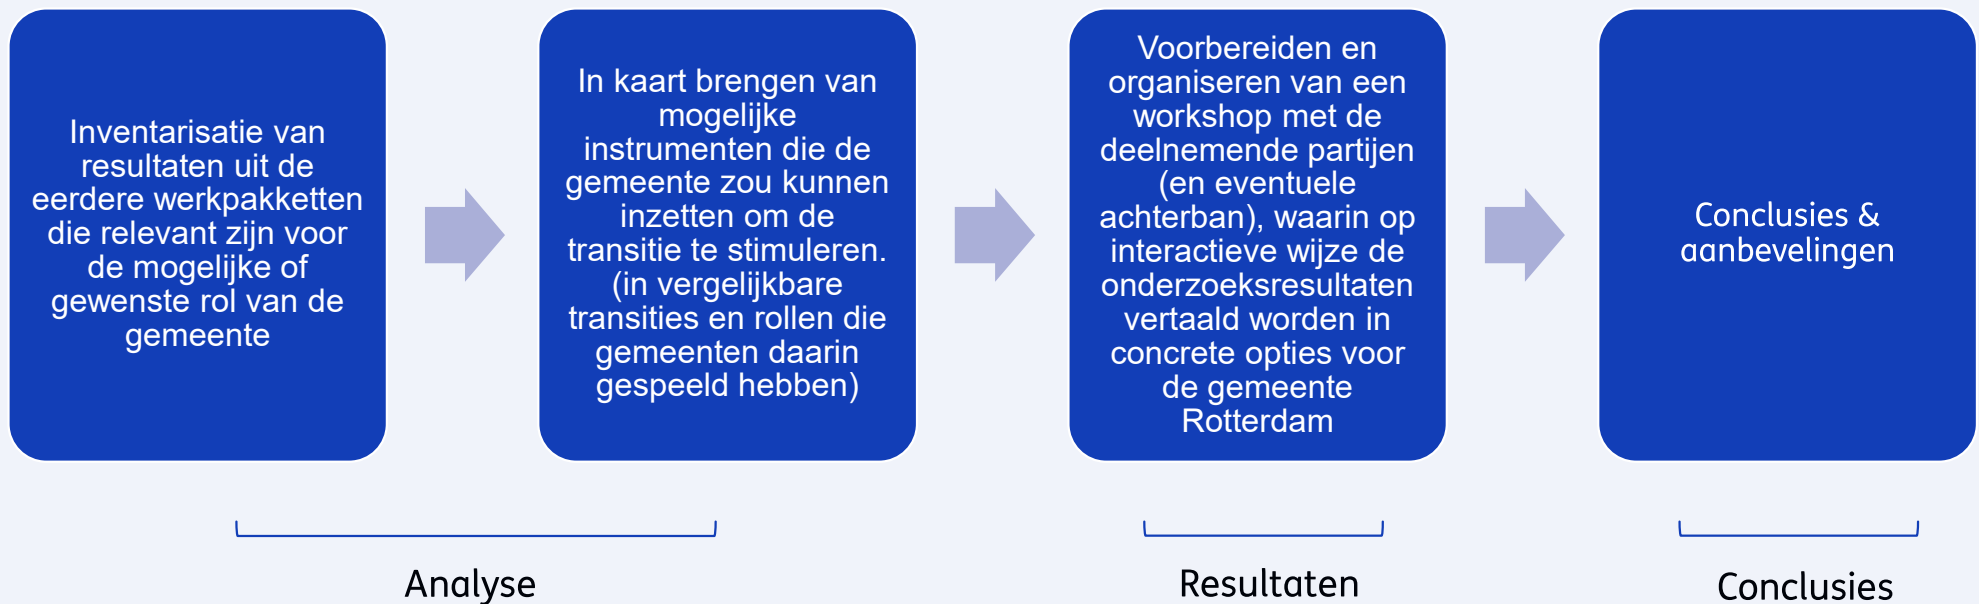 Inventarisatie van
resultaten uit de
eerdere werkpakketten
die relevant zijn voor
de mogelijke of
gewenste rol van de
gemeente
In kaart brengen van
mogelijke
instrumenten die de
gemeente zou kunnen
inzetten om de
transitie te stimuleren.
(in vergelijkbare
transities en rollen die
gemeenten daarin
gespeeld hebben)
Voorbereiden en
organiseren van een
workshop met de
deelnemende partijen
(en eventuele
achterban), waarin op
interactieve wijze de
onderzoeksresultaten
vertaald worden in
concrete opties voor
de gemeente
Rotterdam
Conclusies &
aanbevelingen
Analyse
Resultaten
Conclusies